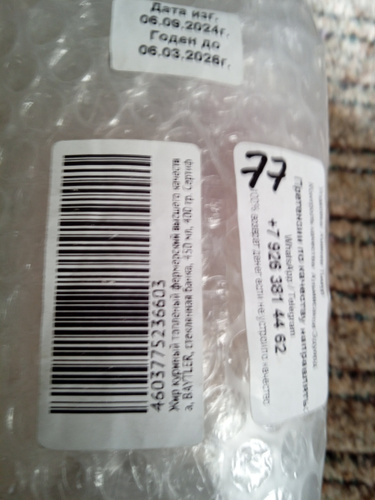 Дата изг.
06.09.2024г.
Годен до
06.03.2026г.
4603775236603
Жир куриный топленый фермерский высшего качеств
а, BAYTLER, стеклянная банка, 450 мл, 400 гр. Сертиф
77
Претензии по качеству направлять
+7 926 381 44 62
WhatsApp / Telegram
100% возврат денег если не устроило качество